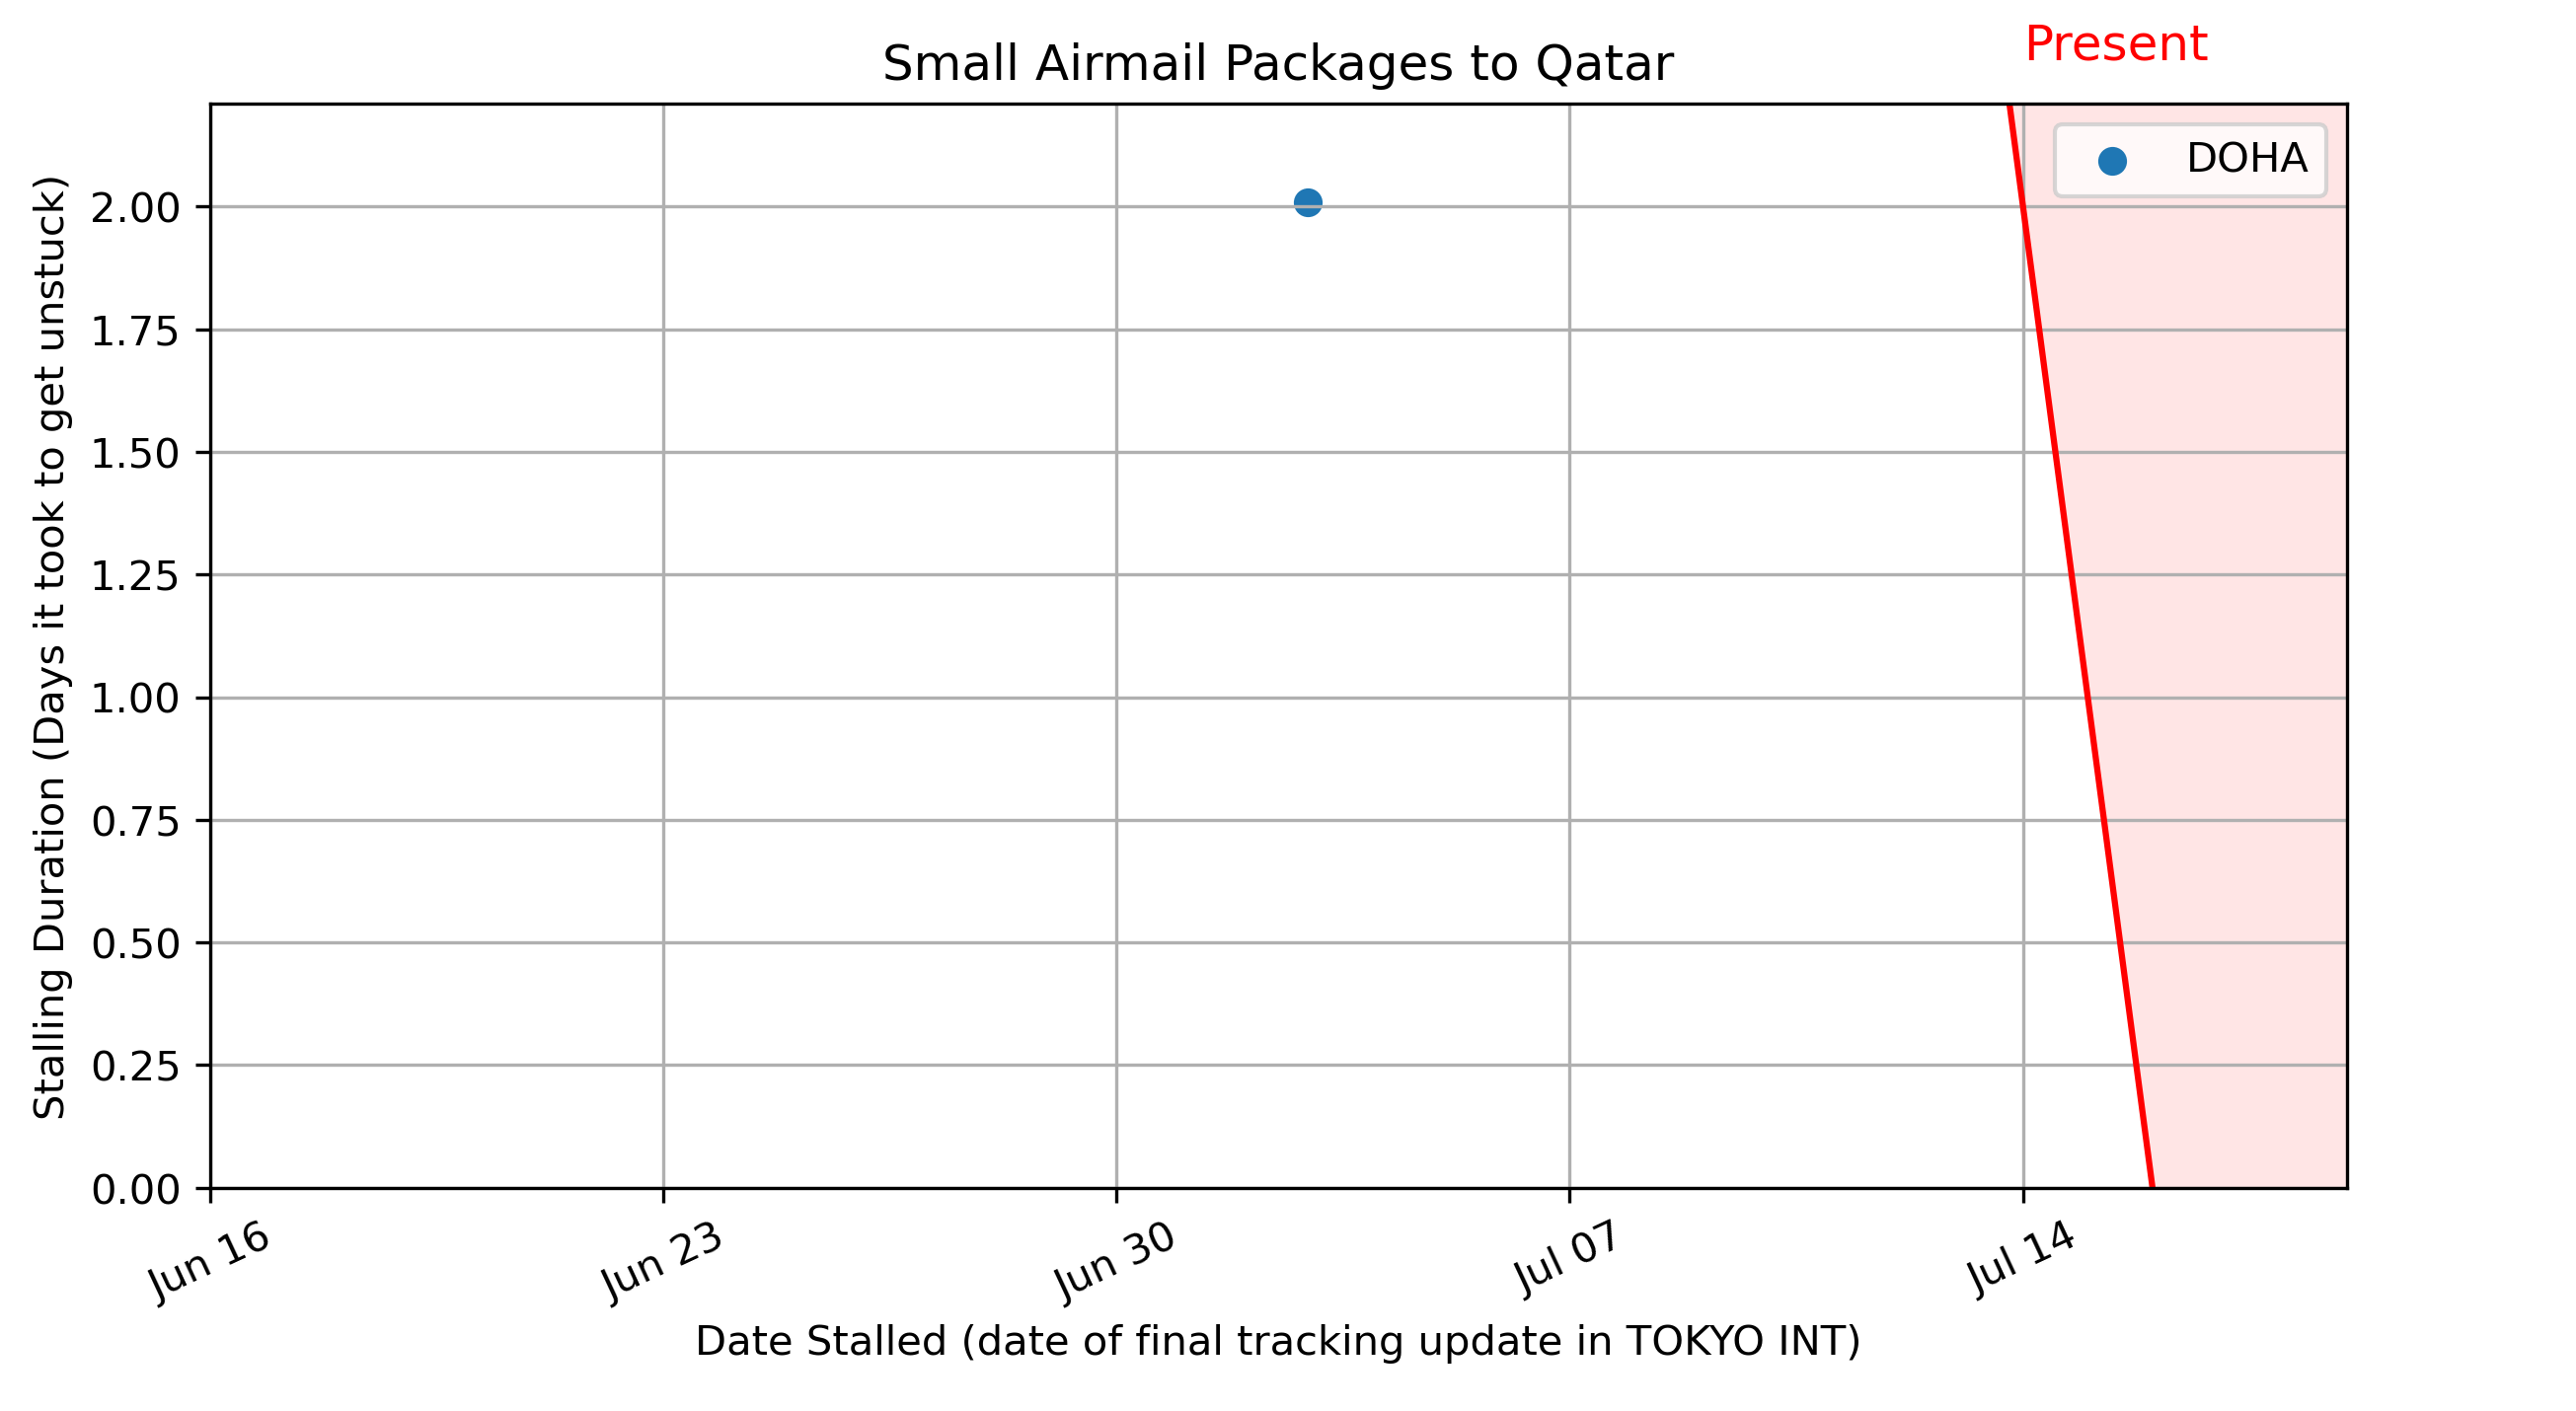 Present
Small Airmail Packages to Qatar
DOHA
Stalling Duration (Days it took to get unstuck)
2.00
1.75
1.50
1.25
1.00
0.75
0.50
0.25
0.00
Jun 16
Jun 23
Jun 30
Jul 07
Jul 14
Date Stalled (date of final tracking update in TOKYO INT)